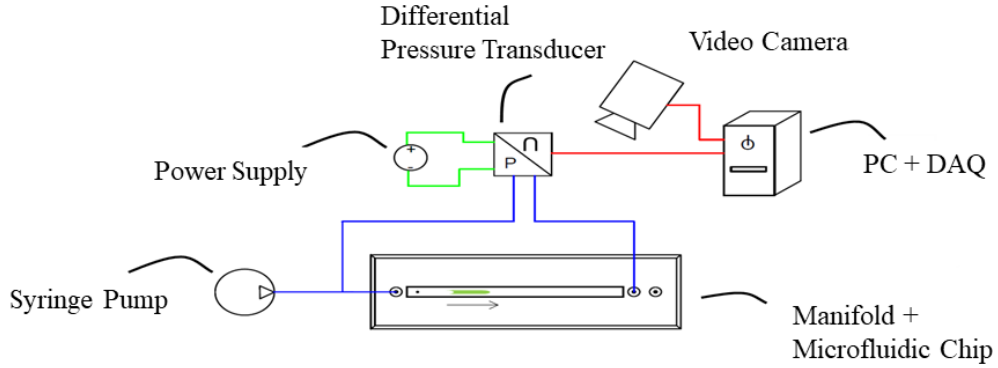 Differential
Pressure Transducer
Video Camera
Power Supply
+
-
U
P
PC + DAQ
Syringe Pump
Manifold +
Microfluidic Chip